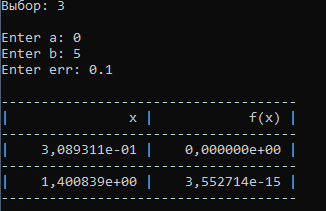 Выбор: 3
Enter a: 0
Enter b: 5
Enter err: 0.1
-----------------------------------
|               x |            f(x) |
-----------------------------------
|    3,089311e-01 |    0,000000e+00 |
-----------------------------------
|    1,400839e+00 |    3,552714e-15 |
-----------------------------------